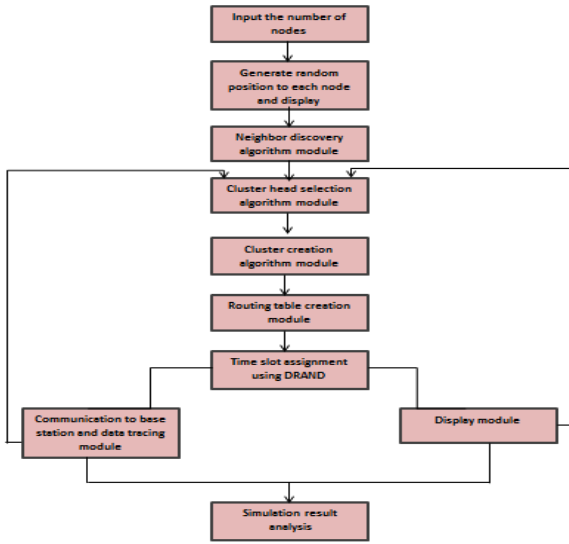 Input the number of
nodes
Generate random
position to each node
and display
Neighbor discovery
algorithm module
Cluster head selection
algorithm module
Cluster creation
algorithm module
Routing table creation
module
Time slot assignment
using DRAND
Communication to base
station and data tracing
module
Display module
Simulation result
analysis